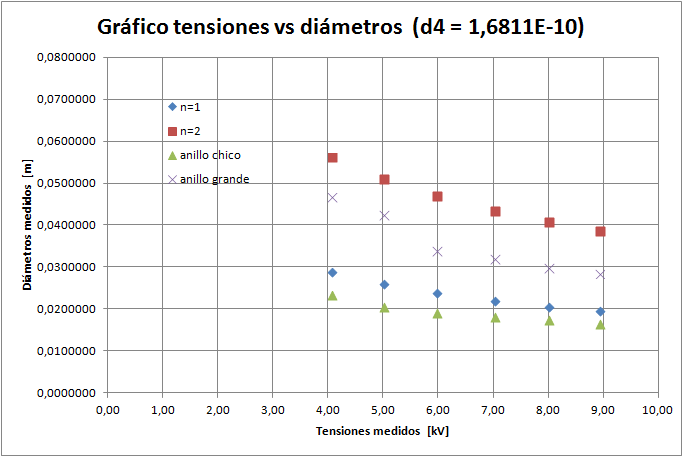 Gráfico tensiones vs diámetros (d4 = 1,6811E-10)
0,0800000
0,0700000
0,0600000
0,0500000
0,0400000
0,0300000
0,0200000
0,0100000
0,0000000
Diámetros medidos [m]
n=1
n=2
anillo chico
anillo grande
0,00 1,00 2,00 3,00 4,00 5,00 6,00 7,00 8,00 9,00 10,00
Tensiones medidos [kV]